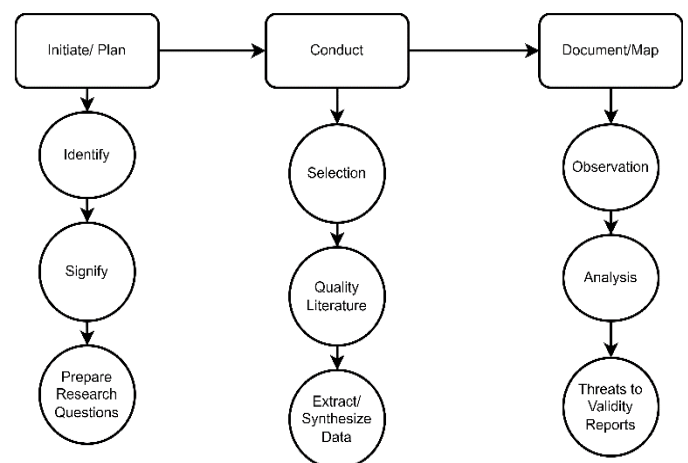 Initiate/ Plan
Conduct
Document/Map
Identify
Signify
Prepare
Research
Questions
Selection
Quality
Literature
Extract/
Synthesize
Data
Observation
Analysis
Threats to
Validity
Reports